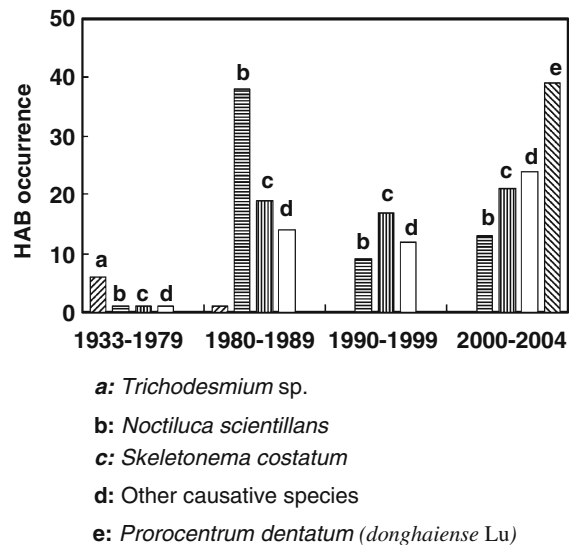 50
40
30
20
10
0
HAB occurrence
a
b
c
d
b
c
d
b
c
d
b
c
d
e
1933-1979 1980-1989 1990-1999 2000-2004
a: Trichodesmium sp.
b: Noctiluca scientillans
c: Skeletonema costatum
d: Other causative species
e: Prorocentrum dentatum (donghaiense Lu)